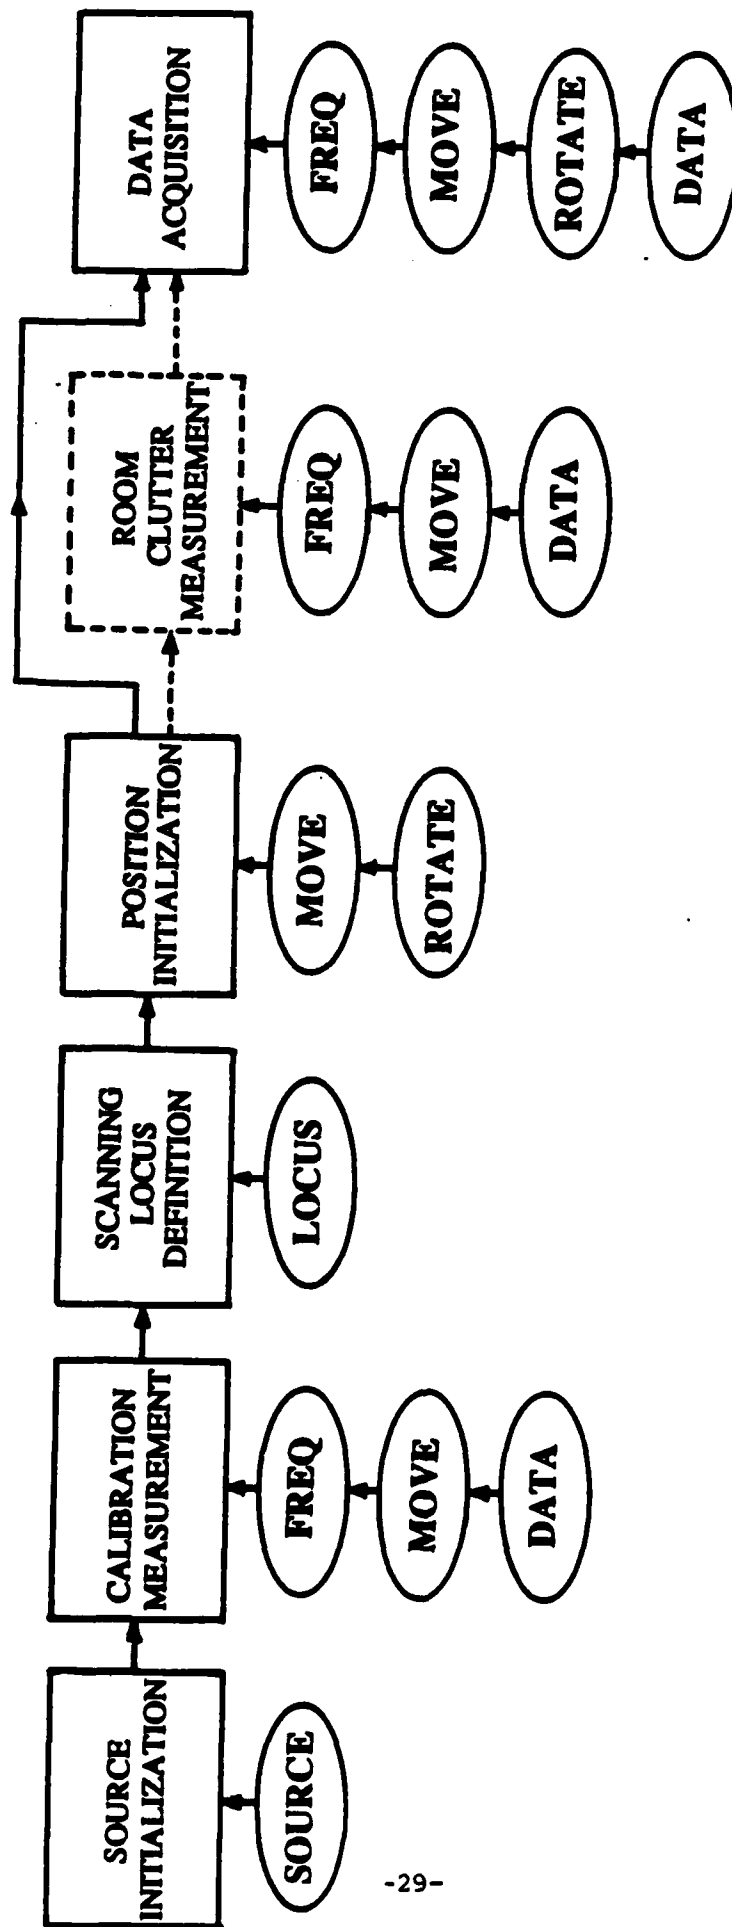 SOURCE
INITIALIZATION
SOURCE
CALIBRATION
MEASUREMENT
FREQ
MOVE
DATA
SCANNING
LOCUS
DEFINITION
LOCUS
POSITION
INITIALIZATION
MOVE
ROTATE
ROOM
CLUTTER
MEASUREMENT
FREQ
MOVE
DATA
DATA
ACQUISITION
FREQ
MOVE
ROTATE
DATA
-29-